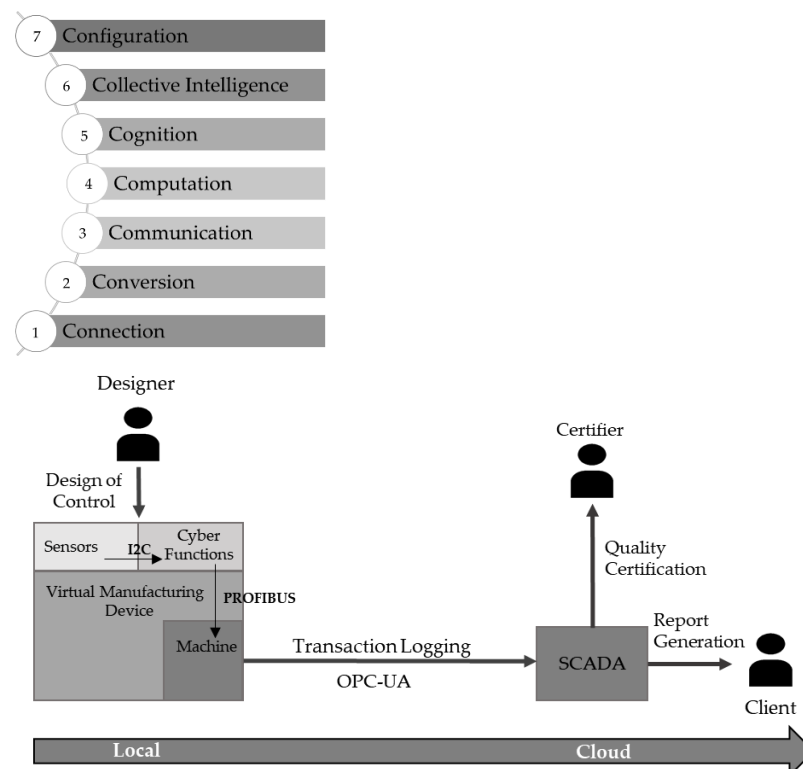 7 Configuration
6 Collective Intelligence
5 Cognition
4 Computation
3 Communication
2 Conversion
1 Connection
Designer
Design of
Control
Certifier
Sensors
I2C
Cyber
Functions
Virtual Manufacturing
Device
PROFIBUS
Machine
Transaction Logging
OPC-UA
Quality
Certification
SCADA
Report
Generation
Client
Local
Cloud